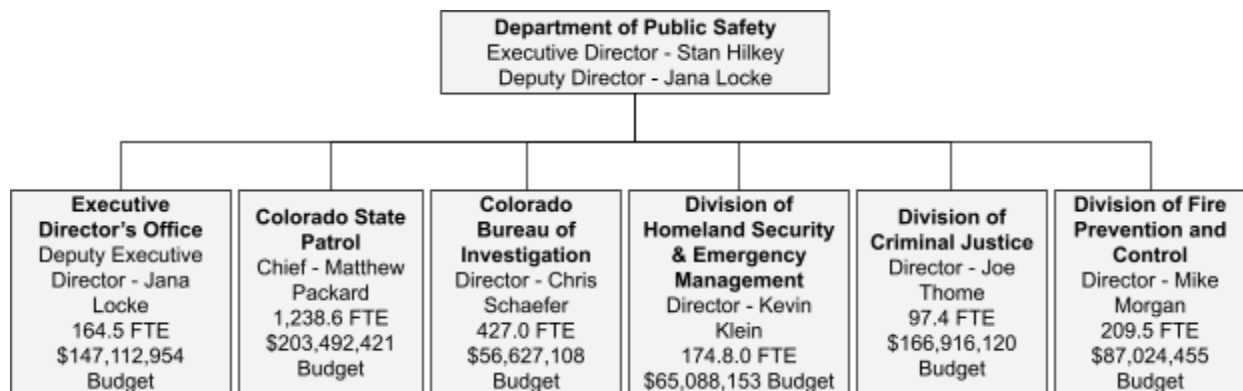 Department of Public Safety
Executive Director - Stan Hilkey
Deputy Director - Jana Locke
Executive
Director's Office
Deputy Executive
Director - Jana
Locke
164.5 FTE
$147,112,954
Budget
Colorado State
Patrol
Chief - Matthew
Packard
1,238.6 FTE
$203,492,421
Budget
Colorado
Bureau of
Investigation
Director - Chris
Schaefer
427.0 FTE
$56,627,108
Budget
Division of
Homeland Security
& Emergency
Management
Director - Kevin
Klein
174.8.0 FTE
$65,088,153 Budget
Division of
Criminal Justice
Director - Joe
Thome
97.4 FTE
$166,916,120
Budget
Division of Fire
Prevention and
Control
Director - Mike
Morgan
209.5 FTE
$87,024,455
Budget